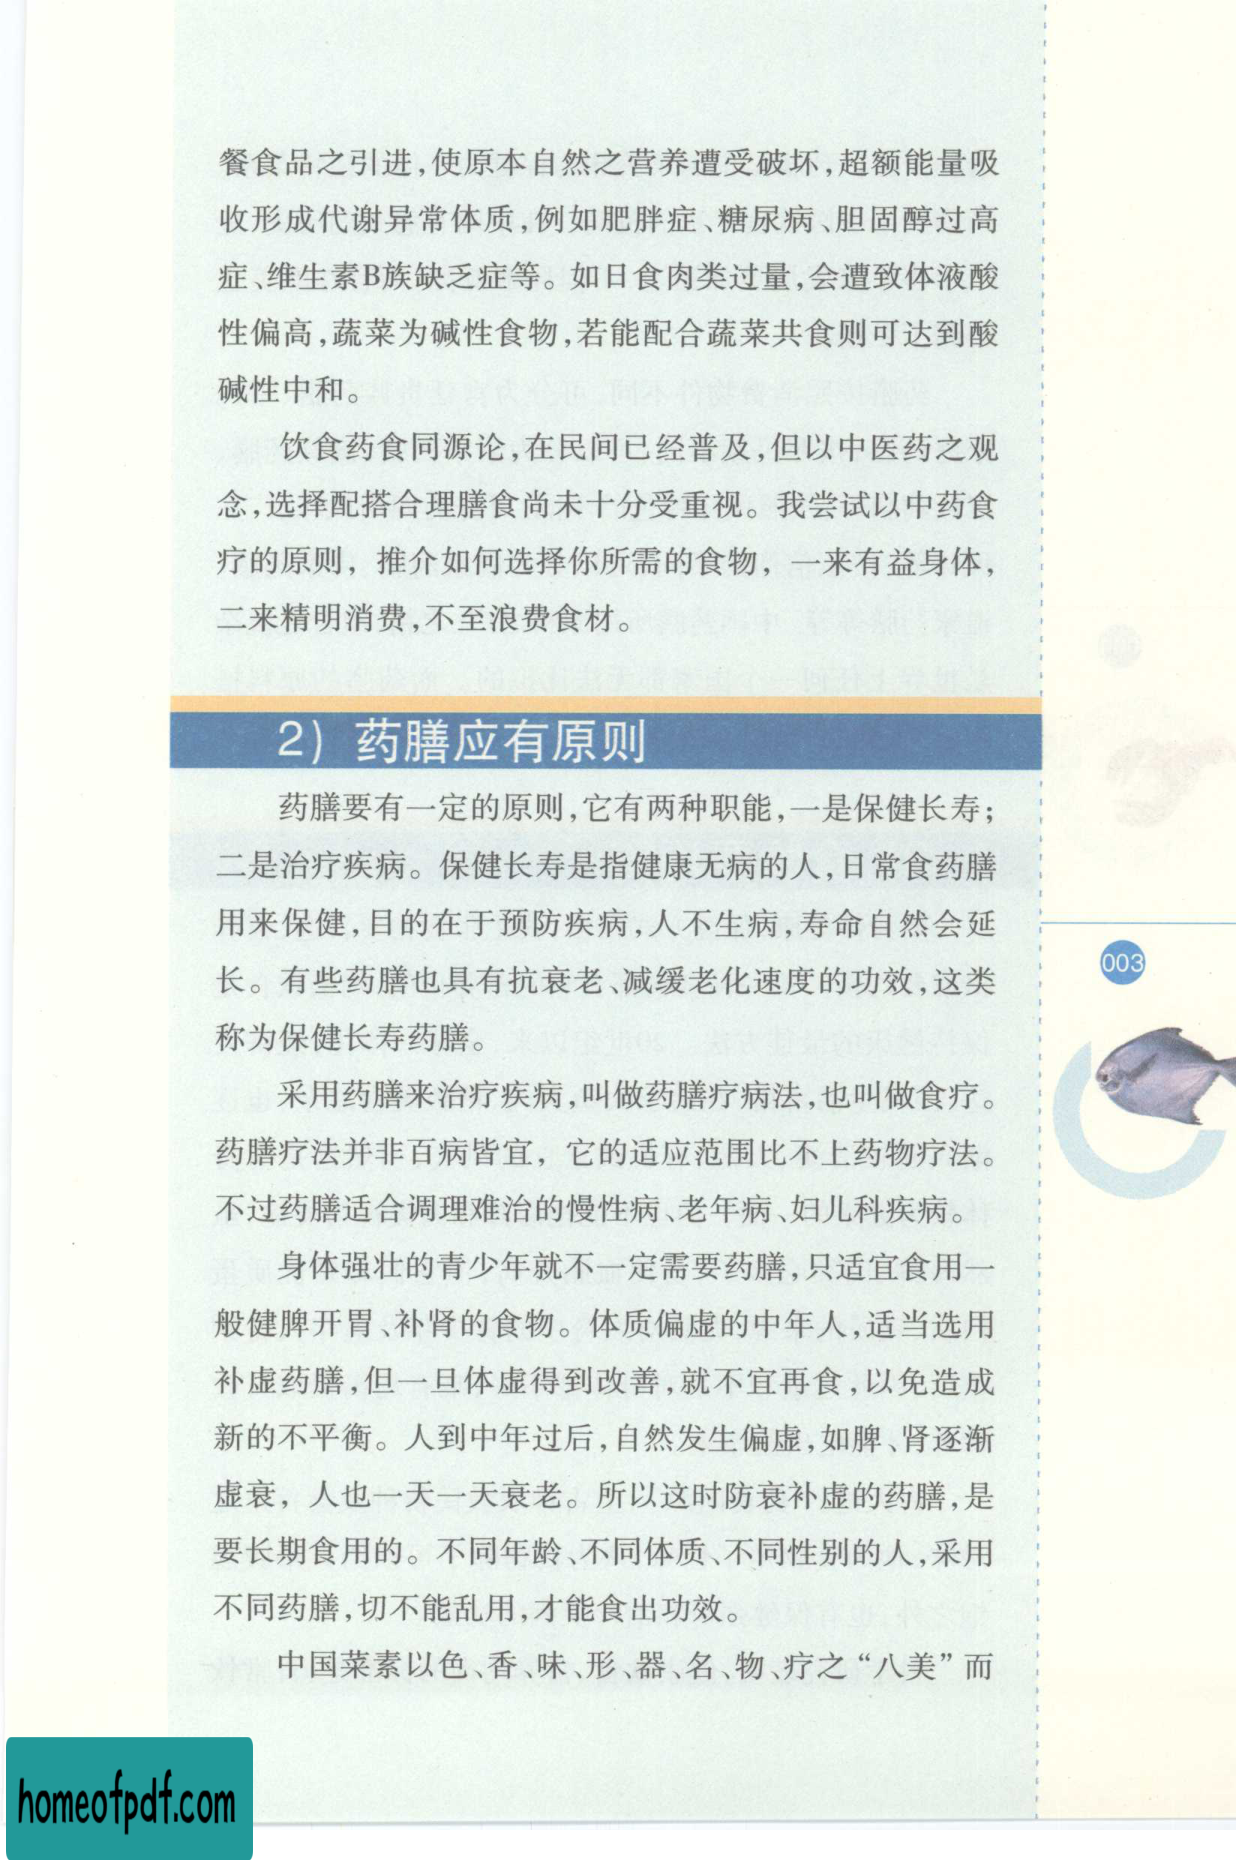 餐食品之引进,使原本自然之营养遭受破坏,超额能量吸
收形成代谢异常体质,例如肥胖症、糖尿病、胆固醇过高
症、维生素B族缺乏症等。如日食肉类过量,会遭致体液酸
性偏高,蔬菜为碱性食物,若能配合蔬菜共食则可达到酸
碱性中和。
饮食药食同源论,在民间已经普及,但以中医药之观
念,选择配搭合理膳食尚未十分受重视。我尝试以中药食
疗的原则，推介如何选择你所需的食物，一来有益身体，
二来精明消费,不至浪费食材。
2）药膳应有原则
药膳要有一定的原则,它有两种职能,一是保健长寿;
二是治疗疾病。保健长寿是指健康无病的人,日常食药膳
用来保健,目的在于预防疾病,人不生病,寿命自然会延
长。有些药膳也具有抗衰老、减缓老化速度的功效,这类
称为保健长寿药膳。
003
采用药膳来治疗疾病,叫做药膳疗病法,也叫做食疗。
药膳疗法并非百病皆宜，它的适应范围比不上药物疗法。
不过药膳适合调理难治的慢性病、老年病、妇儿科疾病。
身体强壮的青少年就不一定需要药膳,只适宜食用一
般健脾开胃、补肾的食物。体质偏虚的中年人,适当选用
补虚药膳,但一旦体虚得到改善,就不宜再食,以免造成
新的不平衡。人到中年过后,自然发生偏虚,如脾、肾逐渐
虚衰，人也一天一天衰老。所以这时防衰补虚的药膳,是
要长期食用的。不同年龄、不同体质、不同性别的人,采用
不同药膳,切不能乱用,才能食出功效。
中国菜素以色、香、味、形、器、名、物、疗之“八美”而
homeofpdf.com